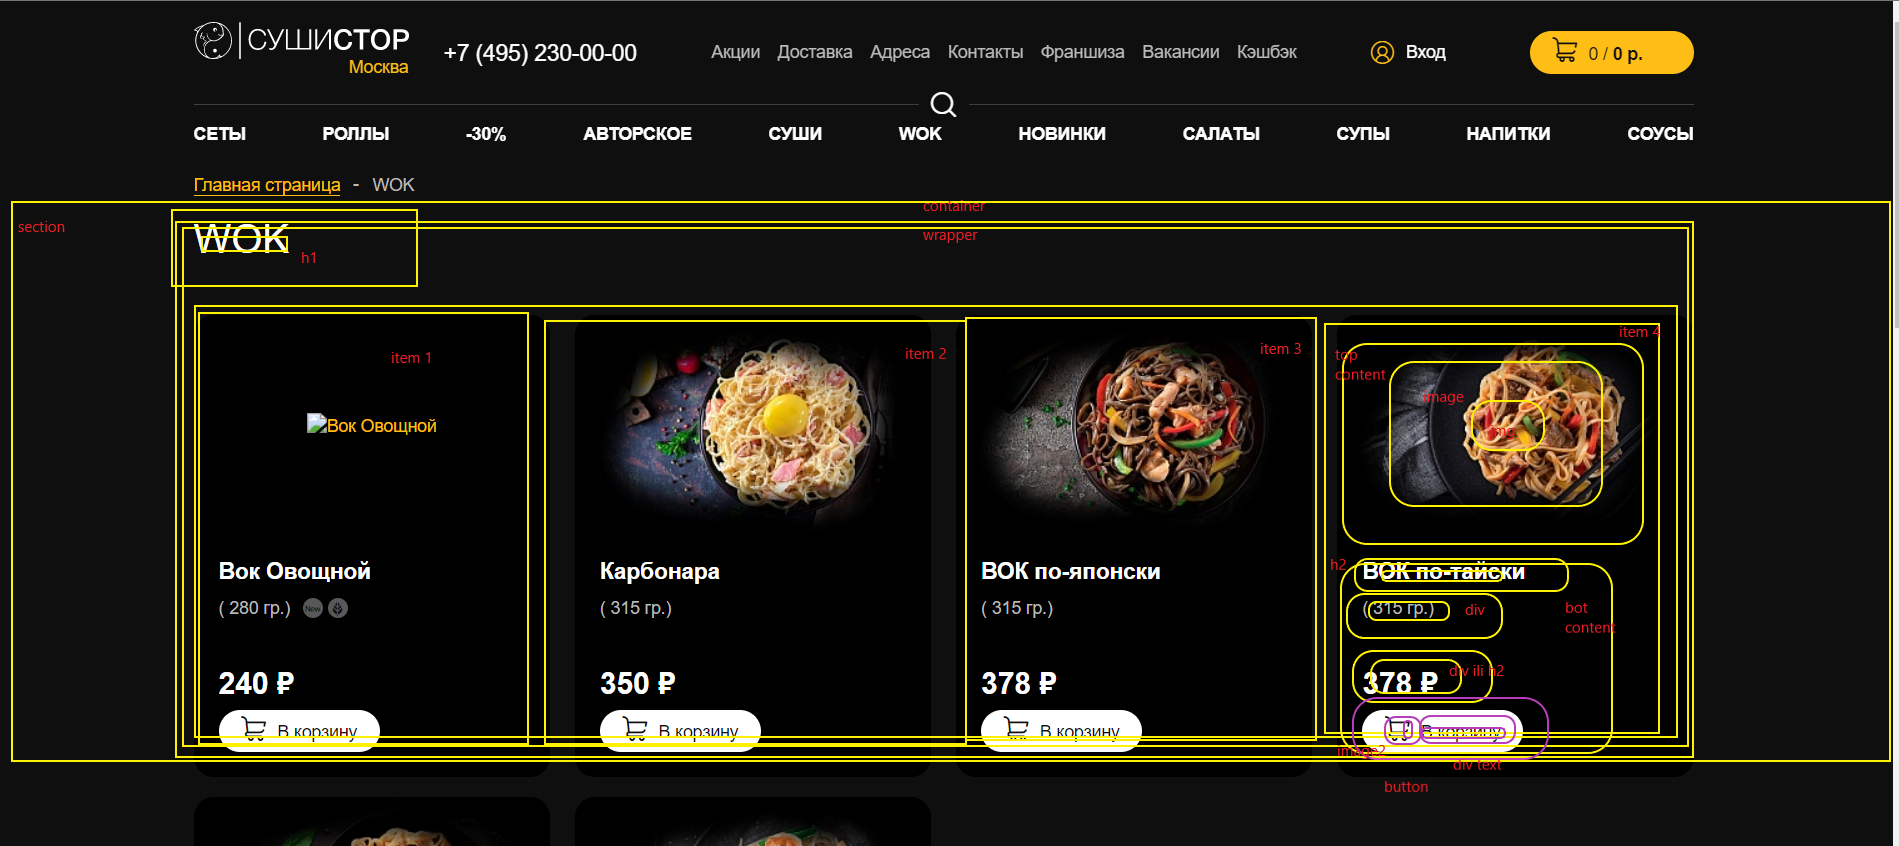 СУШИСТОР
Москва
+7 (495) 230-00-00
Акции Доставка Адреса Контакты Франшиза Вакансии Кэшбэк
Вход
0 / 0 р.
СЕТЫ РОЛЛЫ -30% АВТОРСКОЕ СУШИ WOK НОВИНКИ САЛАТЫ СУПЫ НАПИТКИ СОУСЫ
Главная страница - WOK
container
section
wrapper
WOK
h1
item 1
item 2
item 3
item 4
top
content
image
img
Вок Овощной
Вок Овощной
Карбонара
ВОК по-японски
h2
ВОК по-тайски
( 280 гр.) New
( 315 гр.)
( 315 гр.)
( 315 гр.)
div
bot
content
240 ₽
350 ₽
378 ₽
378 ₽
div ili h2
В корзину
В корзину
В корзину
В корзину
image2
div text
button